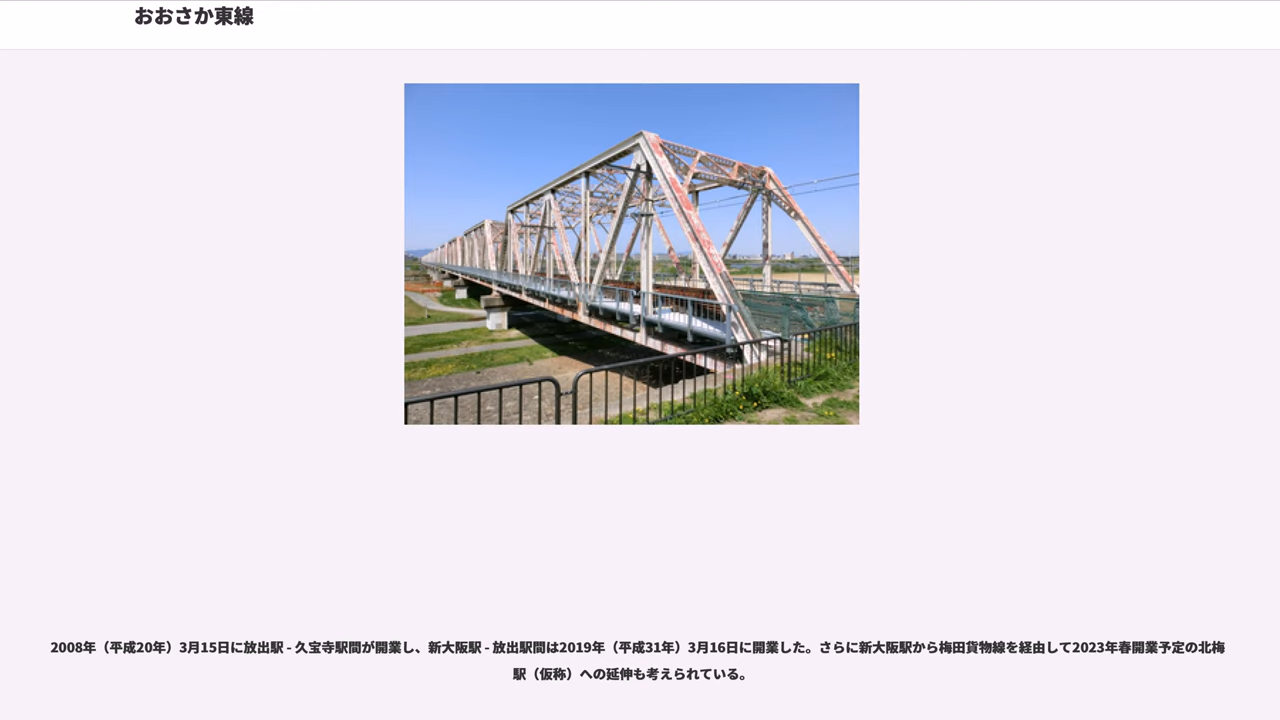 おおさか東線
2008年（平成20年）3月15日に放出駅 - 久宝寺駅間が開業し、新大阪駅 - 放出駅間は2019年（平成31年）3月16日に開業した。さらに新大阪駅から梅田貨物線を経由して2023年春開業予定の北梅
駅（仮称）への延伸も考えられている。